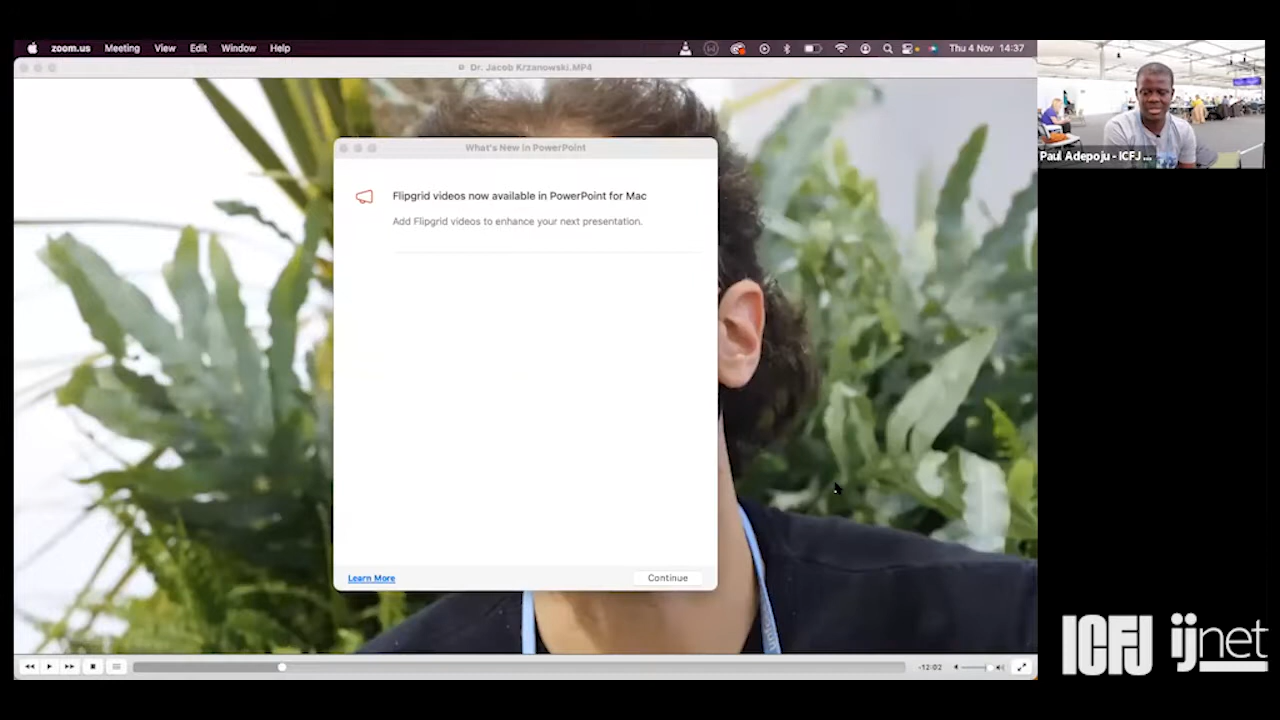 zoom.us Meeting View Edit Window Help Thu 4 Nov 14:37
Dr. Jacob Krzanowski.MP4
What's New in PowerPoint
Flipgrid videos now available in PowerPoint for Mac
Add Flipgrid videos to enhance your next presentation.
Learn More Continue
-12:02
Paul Adepoju - ICFJ ...
ICFJ ijnet